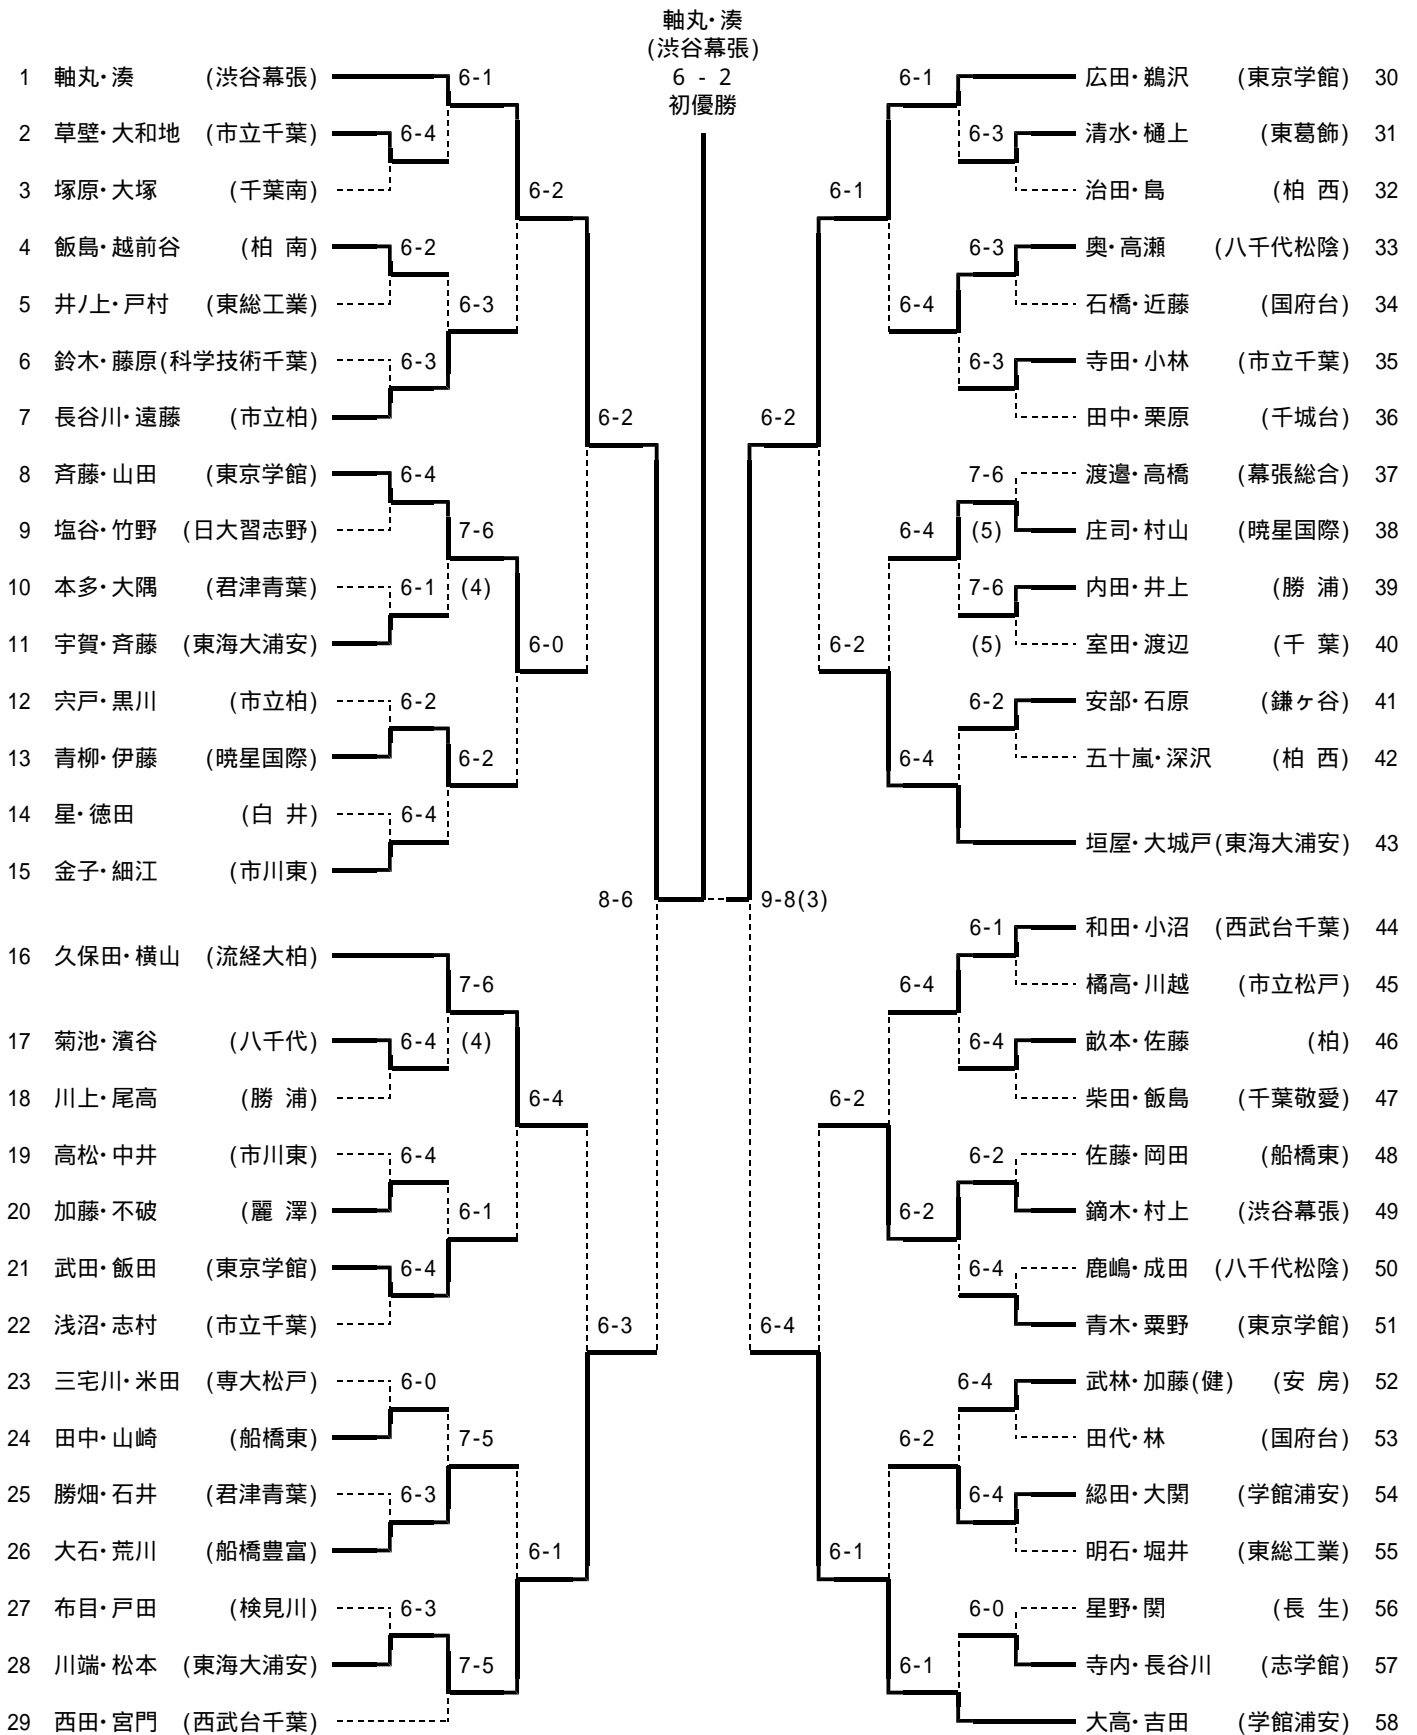 軸丸・湊
(渋谷幕張)
6 - 2
初優勝
1 軸丸・湊 (渋谷幕張)
6-1
2 草壁・大和地 (市立千葉)
6-4
3 塚原・大塚 (千葉南)
6-2
4 飯島・越前谷 (柏 南)
6-2
5 井ノ上・戸村 (東総工業)
6-3
6 鈴木・藤原(科学技術千葉)
6-3
7 長谷川・遠藤 (市立柏)
6-2
8 斉藤・山田 (東京学館)
6-4
9 塩谷・竹野 (日大習志野)
7-6
10 本多・大隅 (君津青葉)
6-1 (4)
11 宇賀・斉藤 (東海大浦安)
6-0
12 宍戸・黒川 (市立柏)
6-2
13 青柳・伊藤 (暁星国際)
6-2
14 星・徳田 (白 井)
6-4
15 金子・細江 (市川東)
8-6
16 久保田・横山 (流経大柏)
7-6
17 菊池・濱谷 (八千代)
6-4 (4)
18 川上・尾高 (勝 浦)
6-4
19 高松・中井 (市川東)
6-4
20 加藤・不破 (麗 澤)
6-1
21 武田・飯田 (東京学館)
6-4
22 浅沼・志村 (市立千葉)
6-3
23 三宅川・米田 (専大松戸)
6-0
24 田中・山崎 (船橋東)
7-5
25 勝畑・石井 (君津青葉)
6-3
26 大石・荒川 (船橋豊富)
6-1
27 布目・戸田 (検見川)
6-3
28 川端・松本 (東海大浦安)
7-5
29 西田・宮門 (西武台千葉)
6-1
広田・鵜沢 (東京学館) 30
6-3
清水・樋上 (東葛飾) 31
6-1
治田・島 (柏 西) 32
6-3
奥・高瀬 (八千代松陰) 33
6-4
石橋・近藤 (国府台) 34
6-3
寺田・小林 (市立千葉) 35
6-2
田中・栗原 (千城台) 36
7-6
渡邉・高橋 (幕張総合) 37
6-4 (5)
庄司・村山 (暁星国際) 38
7-6
内田・井上 (勝 浦) 39
6-2 (5)
室田・渡辺 (千 葉) 40
6-2
安部・石原 (鎌ヶ谷) 41
6-4
五十嵐・深沢 (柏 西) 42
垣屋・大城戸(東海大浦安) 43
9-8(3)
6-1
和田・小沼 (西武台千葉) 44
6-4
橘高・川越 (市立松戸) 45
6-4
畝本・佐藤 (柏) 46
6-2
柴田・飯島 (千葉敬愛) 47
6-2
佐藤・岡田 (船橋東) 48
6-2
鏑木・村上 (渋谷幕張) 49
6-4
鹿嶋・成田 (八千代松陰) 50
6-4
青木・粟野 (東京学館) 51
6-4
武林・加藤(健) (安 房) 52
6-2
田代・林 (国府台) 53
6-4
綛田・大関 (学館浦安) 54
6-1
明石・堀井 (東総工業) 55
6-0
星野・関 (長 生) 56
6-1
寺内・長谷川 (志学館) 57
大高・吉田 (学館浦安) 58